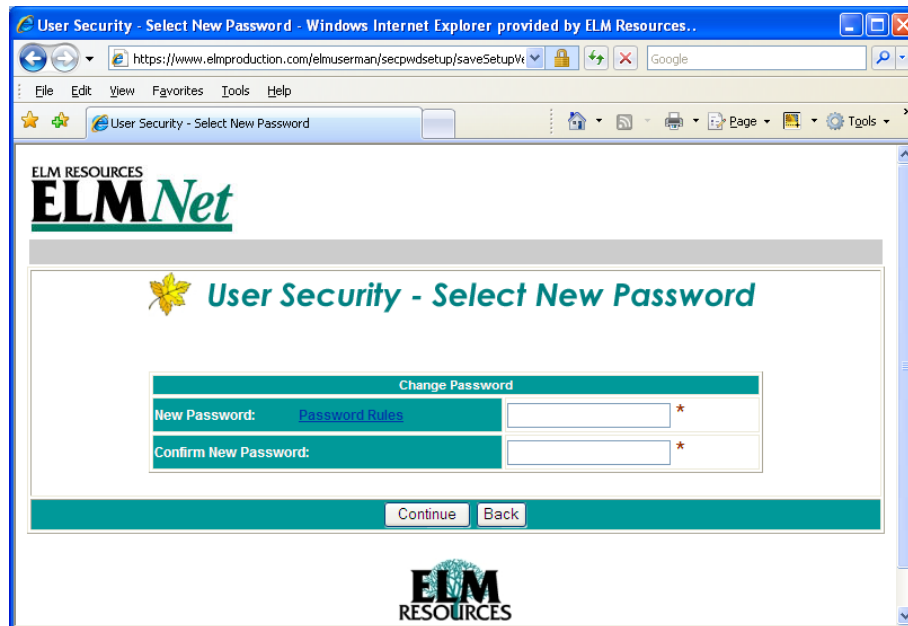 User Security - Select New Password - Windows Internet Explorer provided by ELM Resources..
https://www.elmproduction.com/elmuserman/secpwdsetup/saveSetupVe
Google
File Edit View Favorites Tools Help
User Security - Select New Password
Page Tools
ELM RESOURCES
ELMNet
User Security - Select New Password
Change Password
New Password: Password Rules *
Confirm New Password: *
Continue Back
ELM
RESOURCES